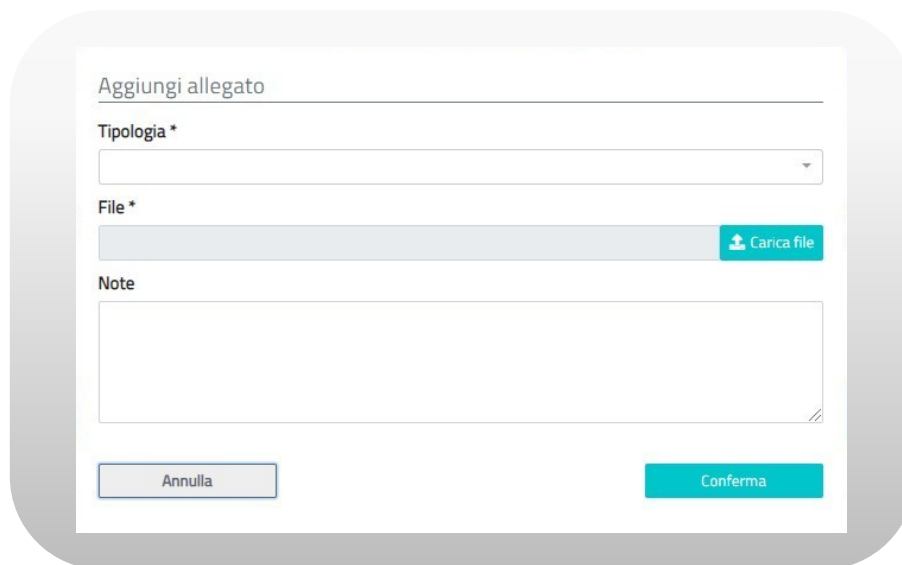 Aggiungi allegato
Tipologia *
File *
Carica file
Note
Annulla
Conferma